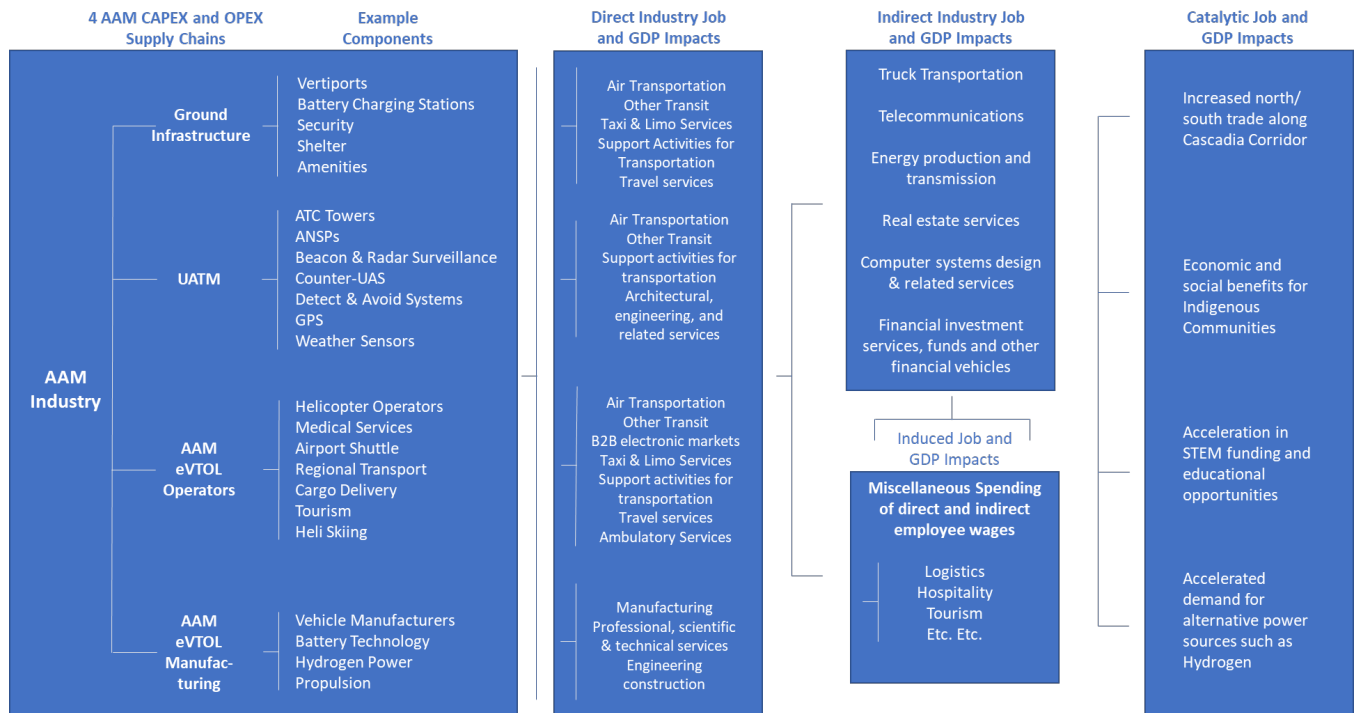 4 AAM CAPEX and OPEX
Supply Chains
Example
Components
Direct Industry Job
and GDP Impacts
Indirect Industry Job
and GDP Impacts
Catalytic Job and
GDP Impacts
AAM
Industry
Ground
Infrastructure
Vertiports
Battery Charging Stations
Security
Shelter
Amenities
UATM
ATC Towers
ANSPs
Beacon & Radar Surveillance
Counter-UAS
Detect & Avoid Systems
GPS
Weather Sensors
AAM
eVTOL
Operators
Helicopter Operators
Medical Services
Airport Shuttle
Regional Transport
Cargo Delivery
Tourism
Heli Skiing
AAM
eVTOL
Manufac-
turing
Vehicle Manufacturers
Battery Technology
Hydrogen Power
Propulsion
Air Transportation
Other Transit
Taxi & Limo Services
Support Activities for
Transportation
Travel services
Air Transportation
Other Transit
Support activities for
transportation
Architectural,
engineering, and
related services
Air Transportation
Other Transit
B2B electronic markets
Taxi & Limo Services
Support activities for
transportation
Travel services
Ambulatory Services
Manufacturing
Professional, scientific
& technical services
Engineering
construction
Truck Transportation
Telecommunications
Energy production and
transmission
Real estate services
Computer systems design
& related services
Financial investment
services, funds and other
financial vehicles
Induced Job and
GDP Impacts
Miscellaneous Spending
of direct and indirect
employee wages
Logistics
Hospitality
Tourism
Etc. Etc.
Increased north/
south trade along
Cascadia Corridor
Economic and
social benefits for
Indigenous
Communities
Acceleration in
STEM funding and
educational
opportunities
Accelerated
demand for
alternative power
sources such as
Hydrogen